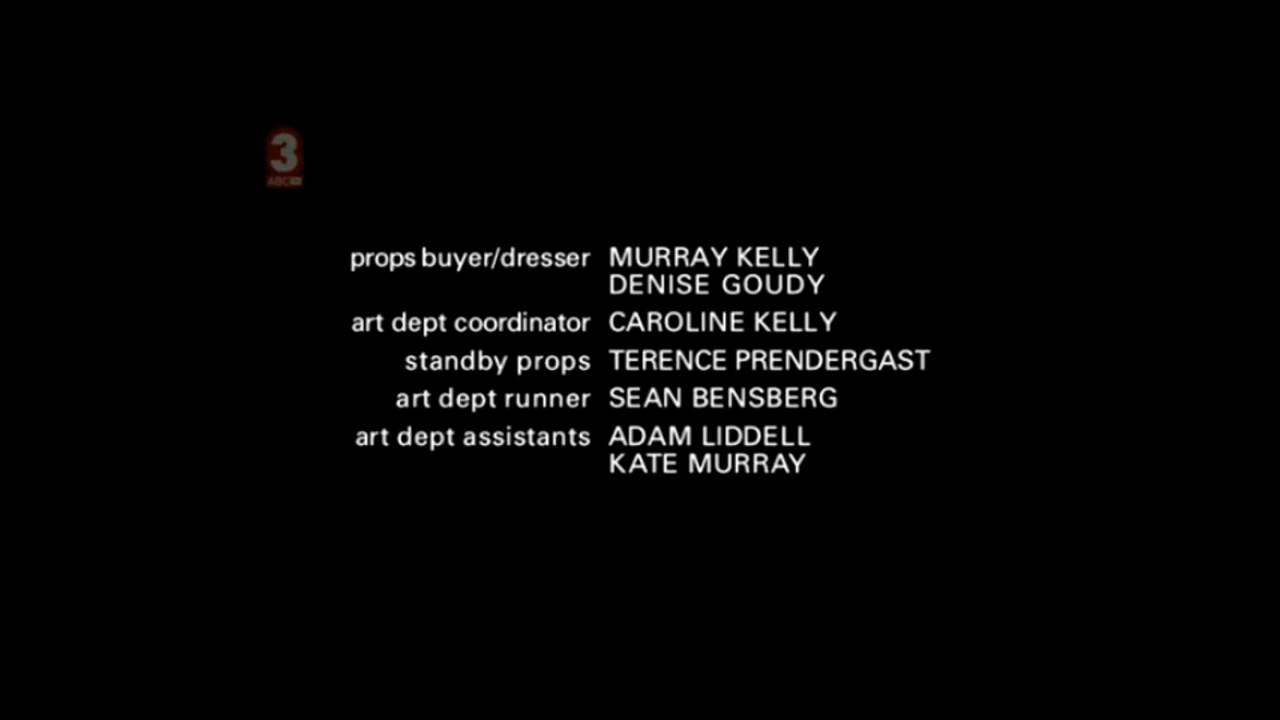 3
ABC
props buyer/dresser MURRAY KELLY
DENISE GOUDY
art dept coordinator CAROLINE KELLY
standby props TERENCE PRENDERGAST
art dept runner SEAN BENSBERG
art dept assistants ADAM LIDDELL
KATE MURRAY